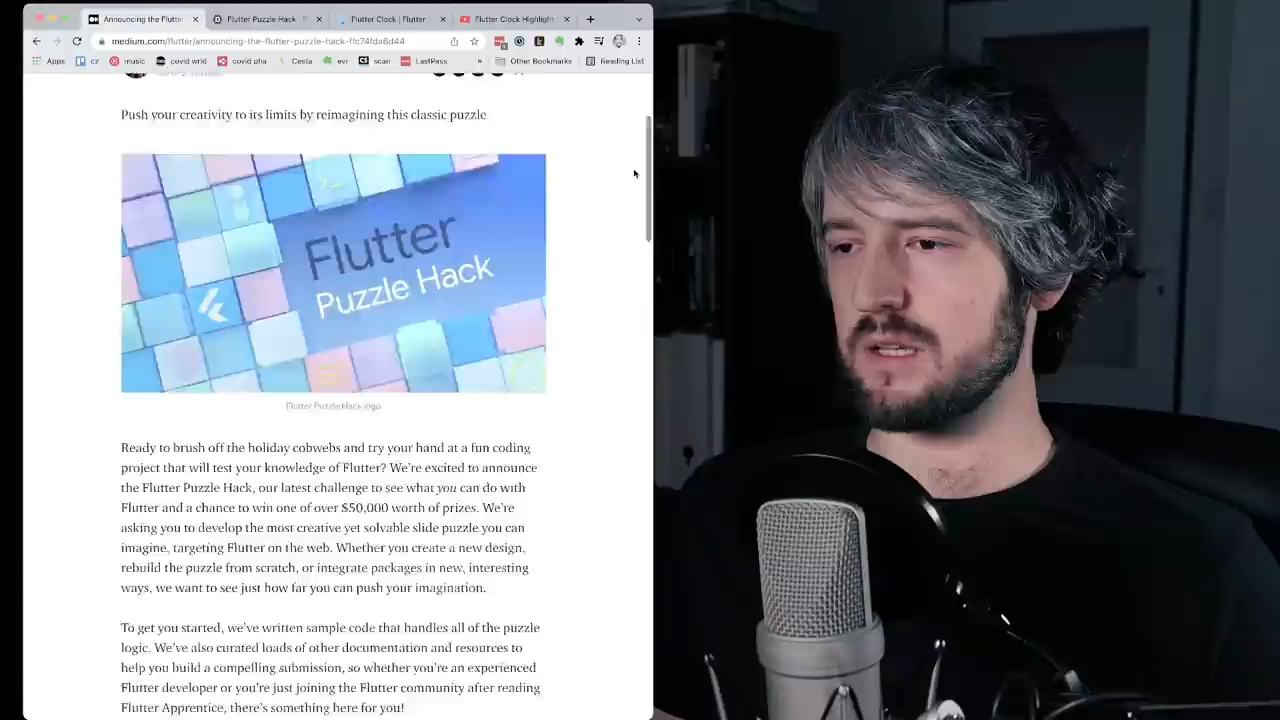 Announcing the Flutter
Flutter Puzzle Hack
Flutter Clock | Flutter
Flutter Clock Highlight
medium.com/flutter/announcing-the-flutter-puzzle-hack-ffc74fda6d44
Apps
cz
music
covid wrld
covid pha
Cesta
evr
scan
LastPass
»
Other Bookmarks
Reading List
Push your creativity to its limits by reimagining this classic puzzle
Flutter
Puzzle Hack
Flutter Puzzle Hack logo
Ready to brush off the holiday cobwebs and try your hand at a fun coding
project that will test your knowledge of Flutter? We're excited to announce
the Flutter Puzzle Hack, our latest challenge to see what you can do with
Flutter and a chance to win one of over $50,000 worth of prizes. We're
asking you to develop the most creative yet solvable slide puzzle you can
imagine, targeting Flutter on the web. Whether you create a new design,
rebuild the puzzle from scratch, or integrate packages in new, interesting
ways, we want to see just how far you can push your imagination.
To get you started, we've written sample code that handles all of the puzzle
logic. We've also curated loads of other documentation and resources to
help you build a compelling submission, so whether you're an experienced
Flutter developer or you're just joining the Flutter community after reading
Flutter Apprentice, there's something here for you!